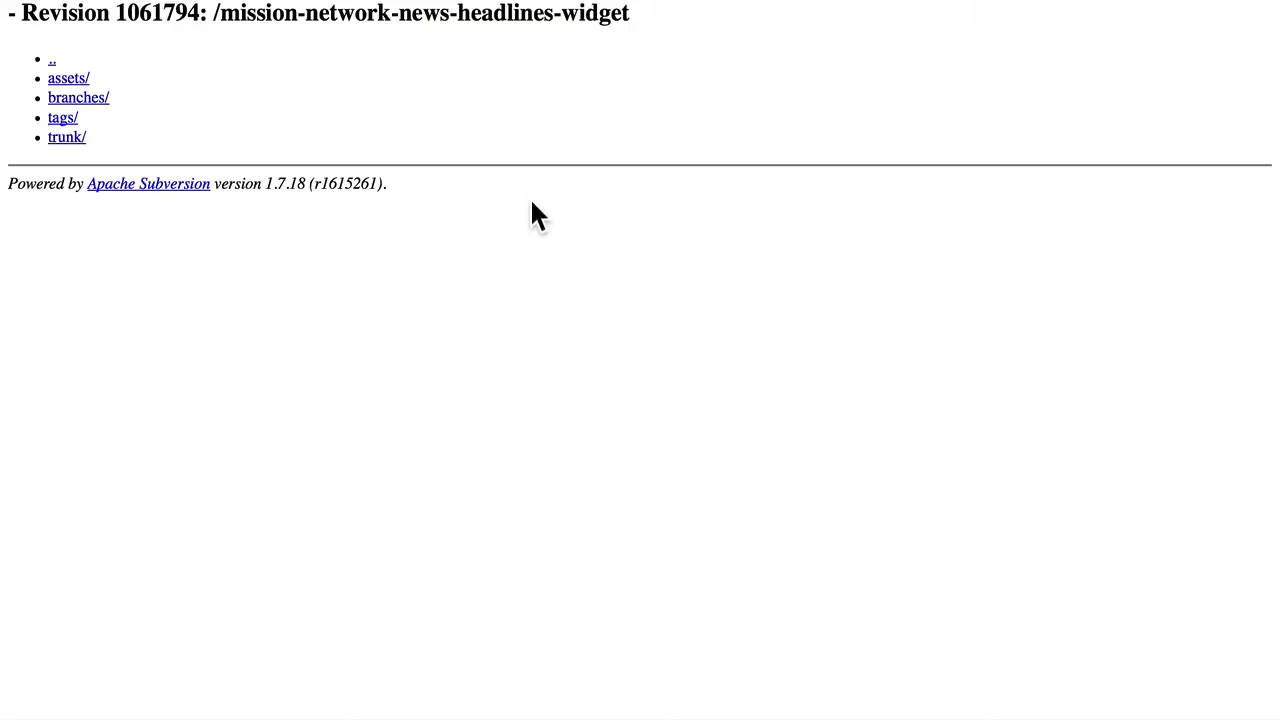 - Revision 1061794: /mission-network-news-headlines-widget
..
assets/
branches/
tags/
trunk/
Powered by Apache Subversion version 1.7.18 (r1615261).